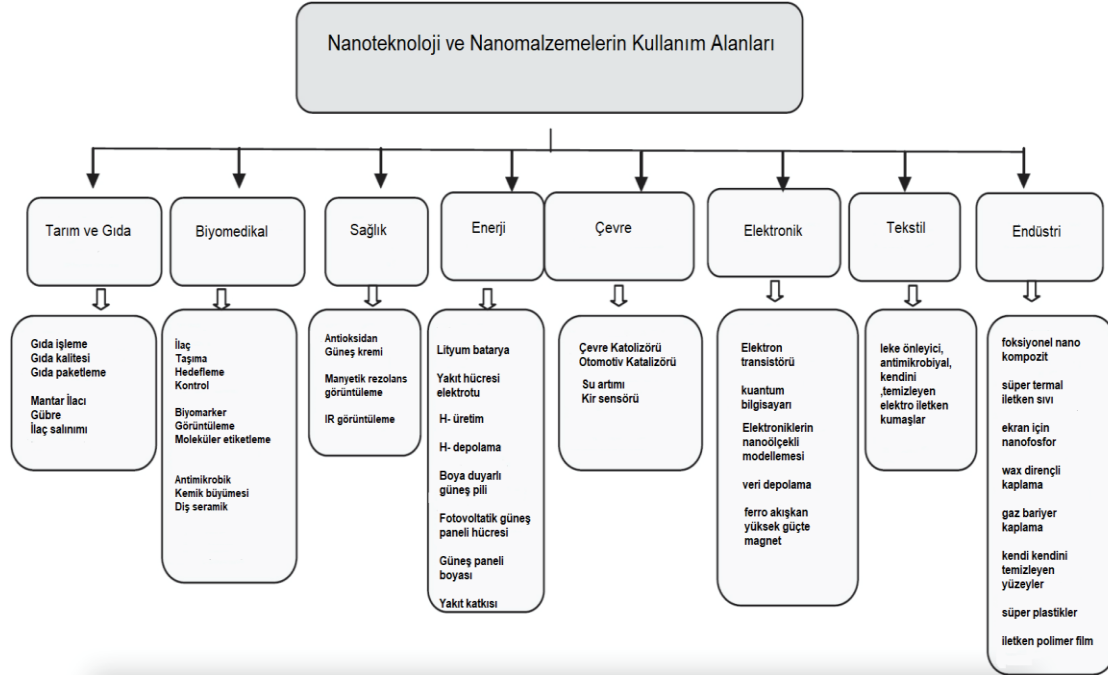 Nanoteknoloji ve Nanomalzemelerin Kullanım Alanları
Tarım ve Gıda
Biyomedikal
Sağlık
Enerji
Çevre
Elektronik
Tekstil
Endüstri
Gıda işleme
Gıda kalitesi
Gıda paketleme
Mantar İlacı
Gübre
İlaç salınımı
İlaç
Taşıma
Hedefleme
Kontrol
Biyomarker
Görüntüleme
Moleküler etiketleme
Antimikrobik
Kemik büyümesi
Diş seramik
Antioksidan
Güneş kremi
Manyetik rezolans
görüntüleme
IR görüntüleme
Lityum batarya
Yakıt hücresi
elektrotu
H- üretim
H- depolama
Boya duyarlı
güneş pili
Fotovoltatik güneş
paneli hücresi
Güneş paneli
boyası
Yakıt katkısı
Çevre Katolizörü
Otomotiv Katalizörü
Su artımı
Kir sensörü
Elektron
transistörü
kuantum
bilgisayarı
Elektroniklerin
nanoölçekli
modellemesi
veri depolama
ferro akışkan
yüksek güçte
magnet
leke önleyici,
antimikrobiyal,
kendini
,temizleyen
elektro iletken
kumaşlar
foksiyonel nano
kompozit
süper termal
iletken sıvı
ekran için
nanofosfor
wax dirençli
kaplama
gaz bariyer
kaplama
kendi kendini
temizleyen
yüzeyler
süper plastikler
iletken polimer film